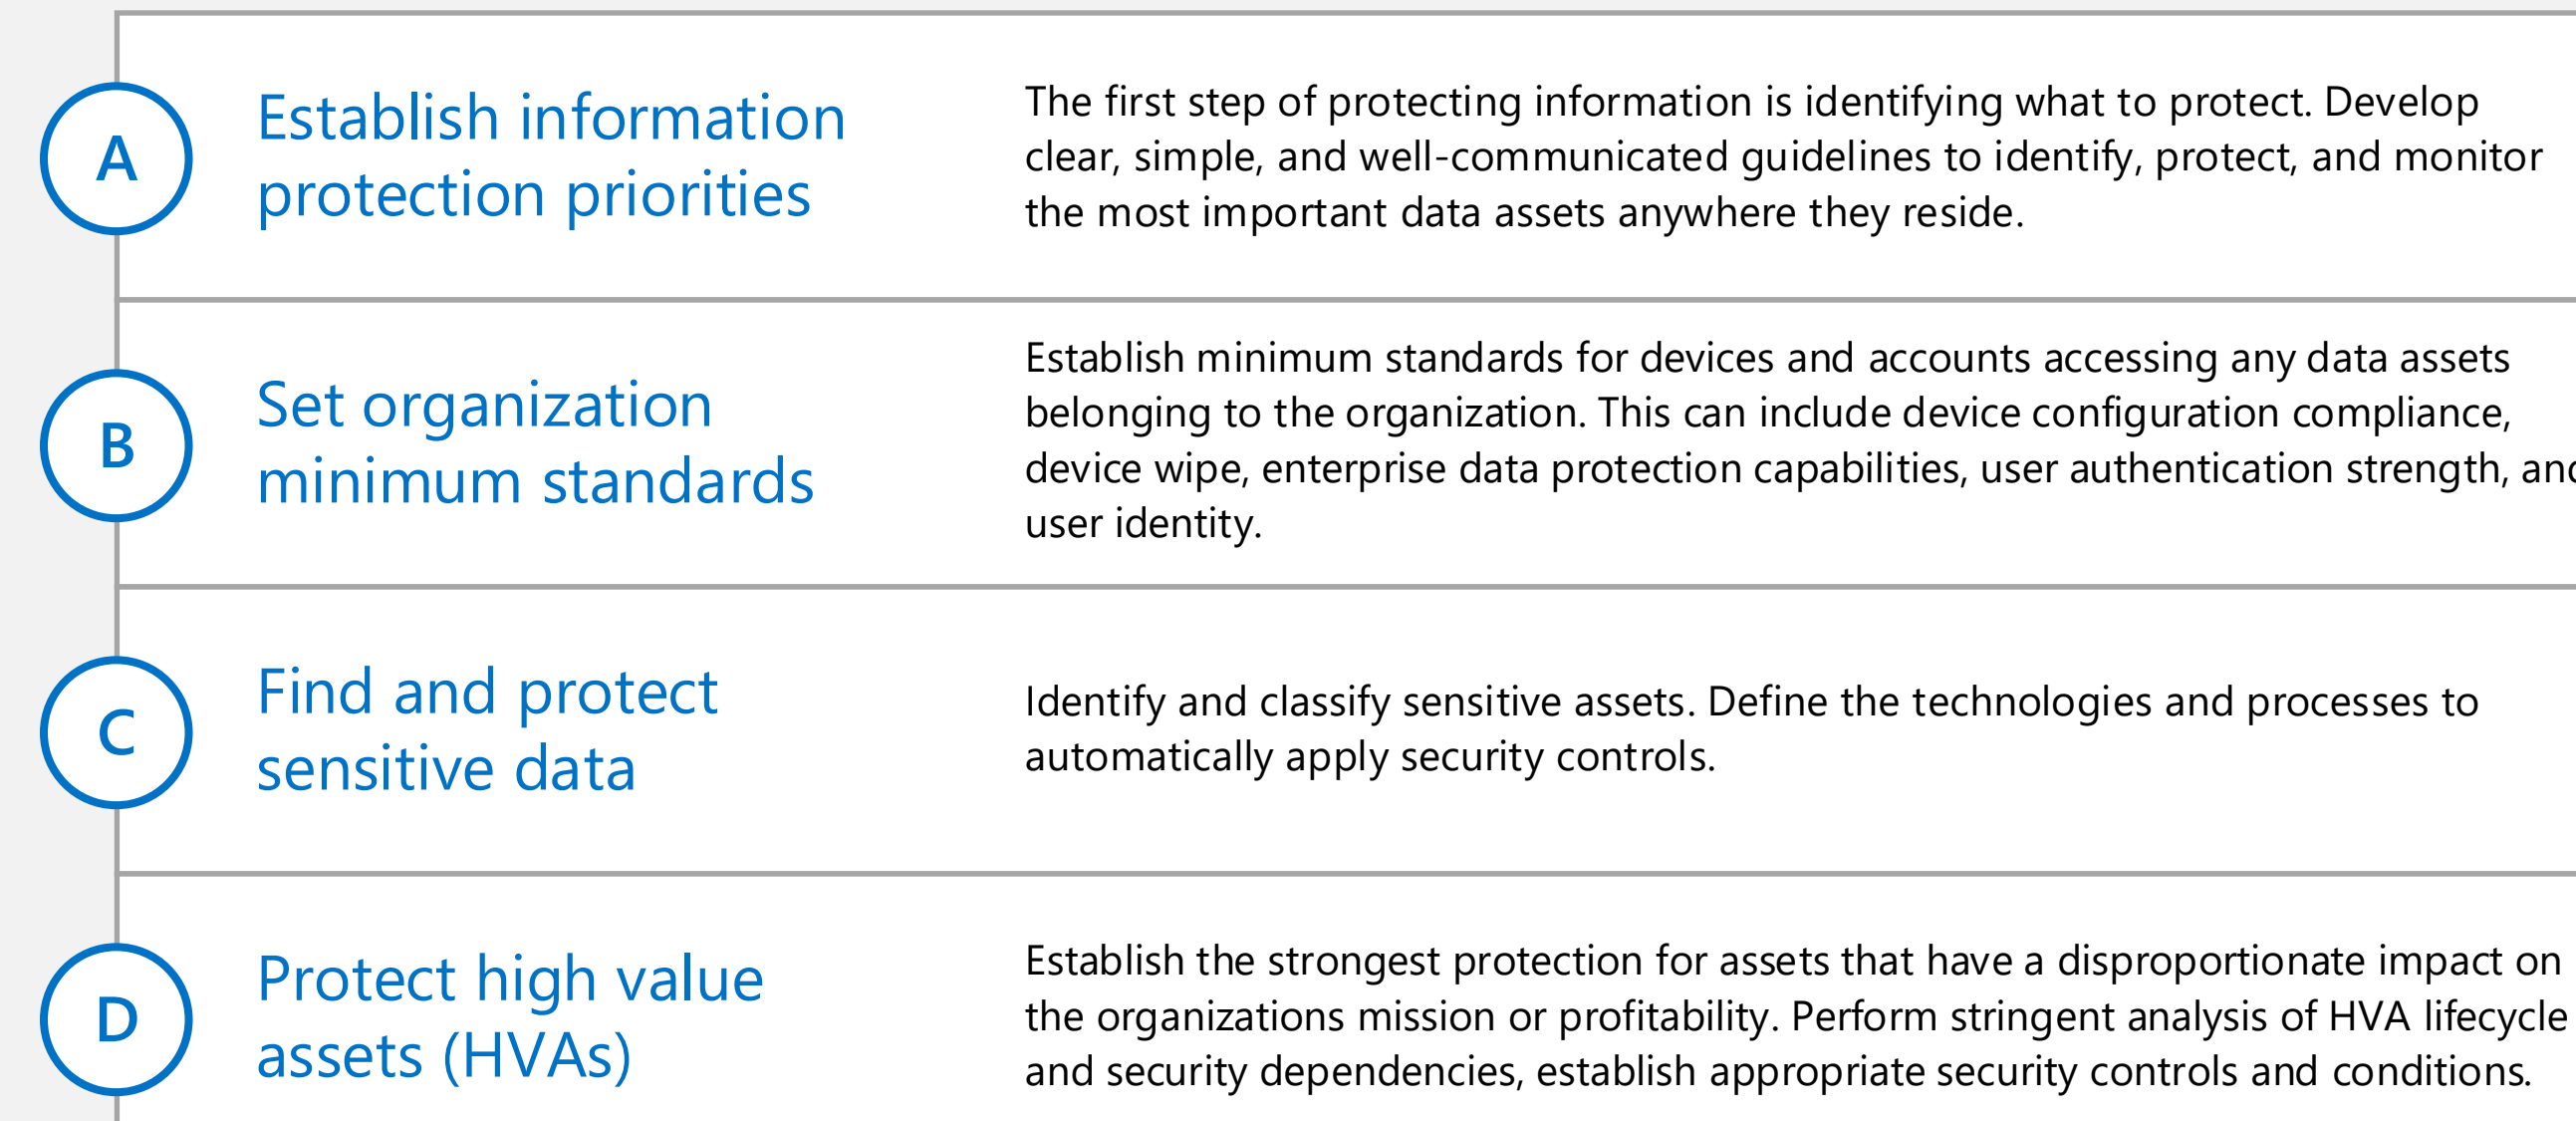 A
Establish information
protection priorities
The first step of protecting information is identifying what to protect. Develop
clear, simple, and well-communicated guidelines to identify, protect, and monitor
the most important data assets anywhere they reside.
B
Set organization
minimum standards
Establish minimum standards for devices and accounts accessing any data assets
belonging to the organization. This can include device configuration compliance,
device wipe, enterprise data protection capabilities, user authentication strength, and
user identity.
C
Find and protect
sensitive data
Identify and classify sensitive assets. Define the technologies and processes to
automatically apply security controls.
D
Protect high value
assets (HVAs)
Establish the strongest protection for assets that have a disproportionate impact on
the organizations mission or profitability. Perform stringent analysis of HVA lifecycle
and security dependencies, establish appropriate security controls and conditions.